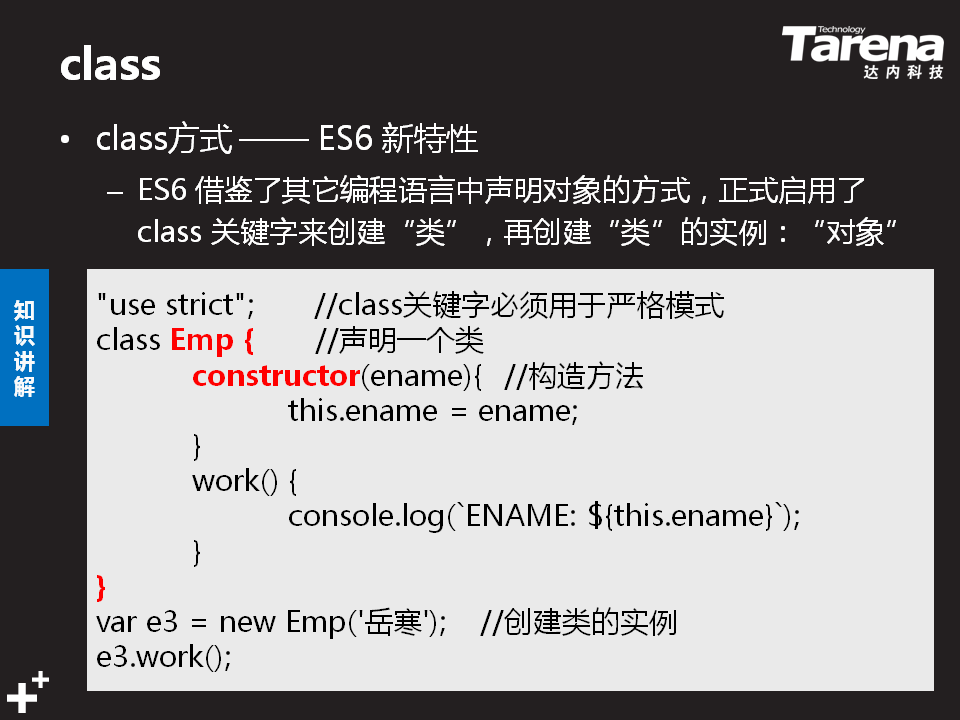 class
Technology
Tarena
达内科技
• class方式 —— ES6 新特性
– ES6 借鉴了其它编程语言中声明对象的方式，正式启用了
class 关键字来创建“类”，再创建“类”的实例：“对象”
知识讲解
"use strict"; //class关键字必须用于严格模式
class Emp { //声明一个类
constructor(ename){ //构造方法
this.ename = ename;
}
work() {
console.log(`ENAME: ${this.ename}`);
}
}
var e3 = new Emp('岳寒'); //创建类的实例
e3.work();